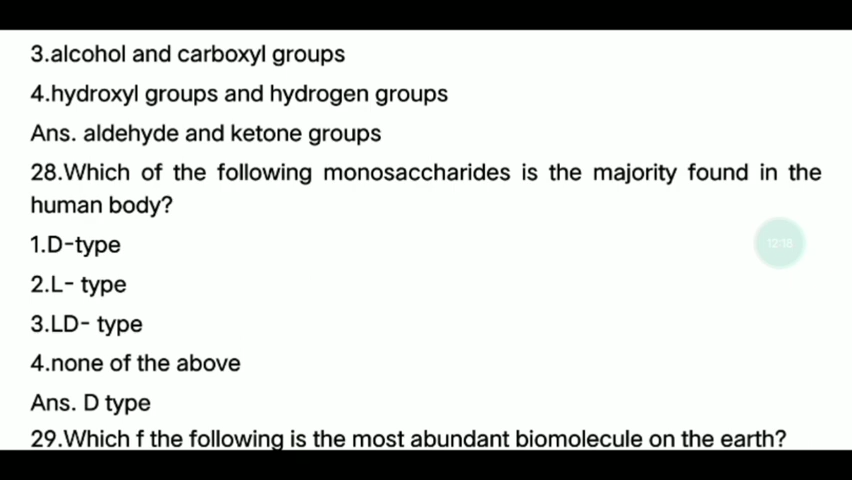 3.alcohol and carboxyl groups
4.hydroxyl groups and hydrogen groups
Ans. aldehyde and ketone groups
28.Which of the following monosaccharides is the majority found in the
human body?
1.D-type
12:18
2.L- type
3.LD- type
4.none of the above
Ans. D type
29.Which f the following is the most abundant biomolecule on the earth?